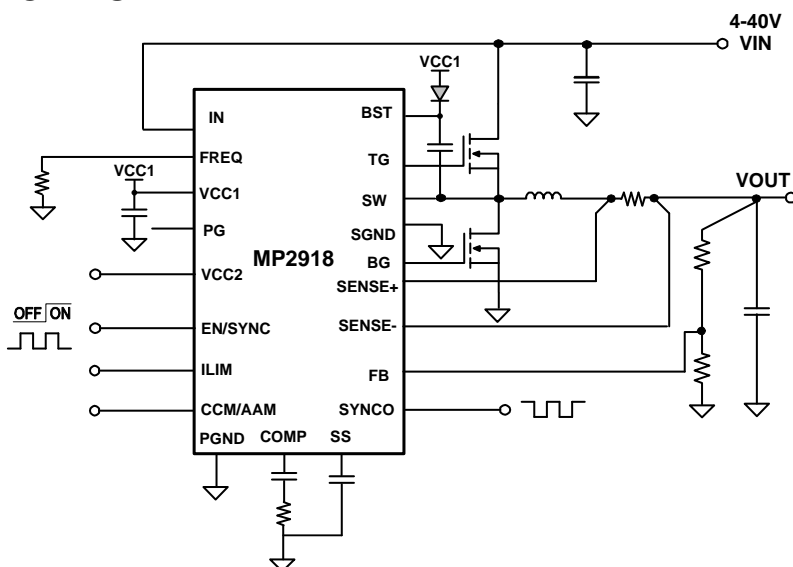 4-40V
VIN
VCC1
IN
BST
FREQ
TG
VCC1
VCC1
SW
VOUT
PG
SGND
MP2918
BG
VCC2
SENSE+
OFF ON
EN/SYNC
SENSE-
ILIM
FB
CCM/AAM
SYNCO
PGND
COMP
SS